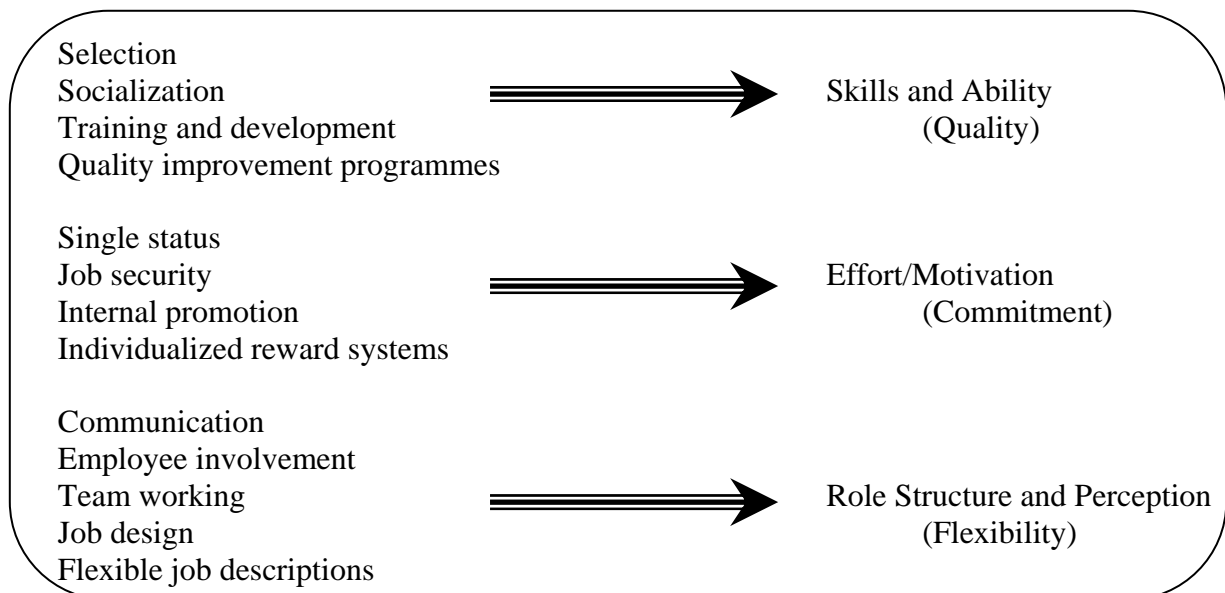 Selection
Socialization
Training and development
Quality improvement programmes
Skills and Ability
(Quality)
Single status
Job security
Internal promotion
Individualized reward systems
Effort/Motivation
(Commitment)
Communication
Employee involvement
Team working
Job design
Flexible job descriptions
Role Structure and Perception
(Flexibility)